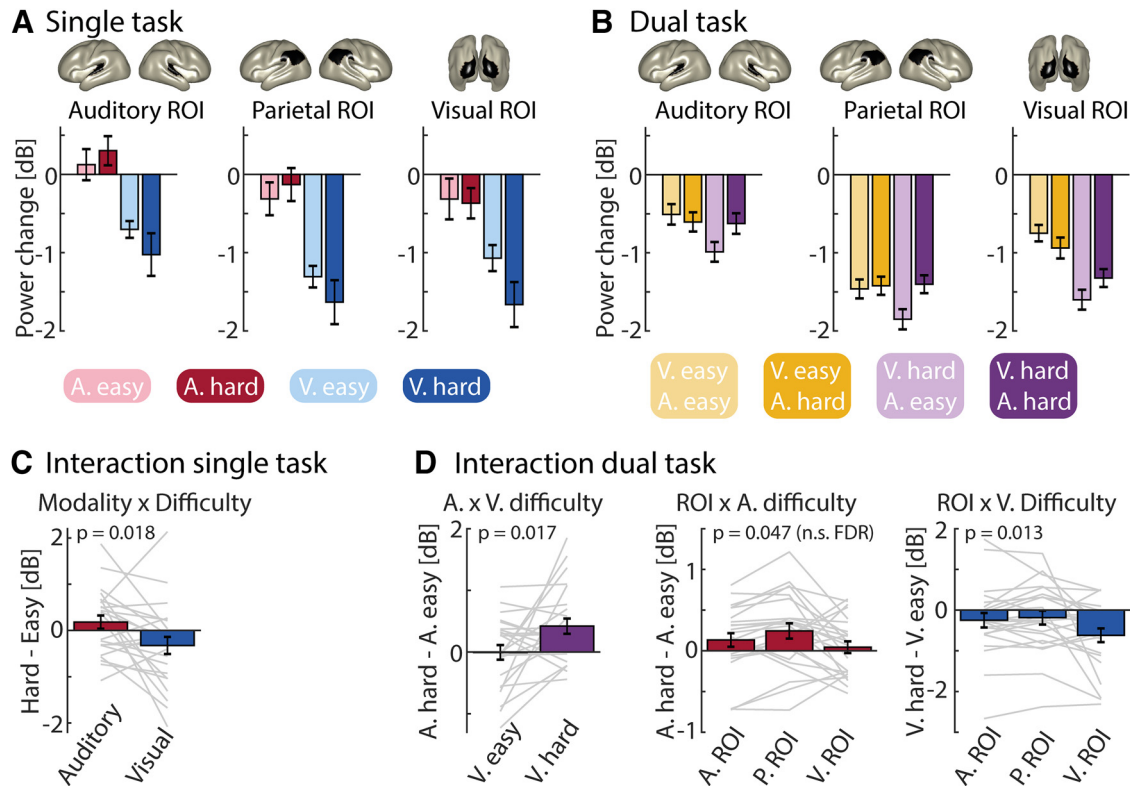 A Single task
Auditory ROI
Parietal ROI
Visual ROI
Power change [dB]
0
-1
-2
0
-1
-2
0
-1
-2
A. easy
A. hard
V. easy
V. hard
B Dual task
Auditory ROI
Parietal ROI
Visual ROI
Power change [dB]
0
-1
-2
0
-1
-2
0
-1
-2
V. easy
A. easy
V. easy
A. hard
V. hard
A. easy
V. hard
A. hard
C Interaction single task
Modality x Difficulty
p = 0.018
Hard - Easy [dB]
2
0
-2
Auditory
Visual
D Interaction dual task
A. x V. difficulty
p = 0.017
A. hard - A. easy [dB]
2
0
V. easy
V. hard
ROI x A. difficulty
p = 0.047 (n.s. FDR)
A. hard - A. easy [dB]
1
0
-1
A. ROI
P. ROI
V. ROI
ROI x V. Difficulty
p = 0.013
V. hard - V. easy [dB]
2
0
-2
A. ROI
P. ROI
V. ROI